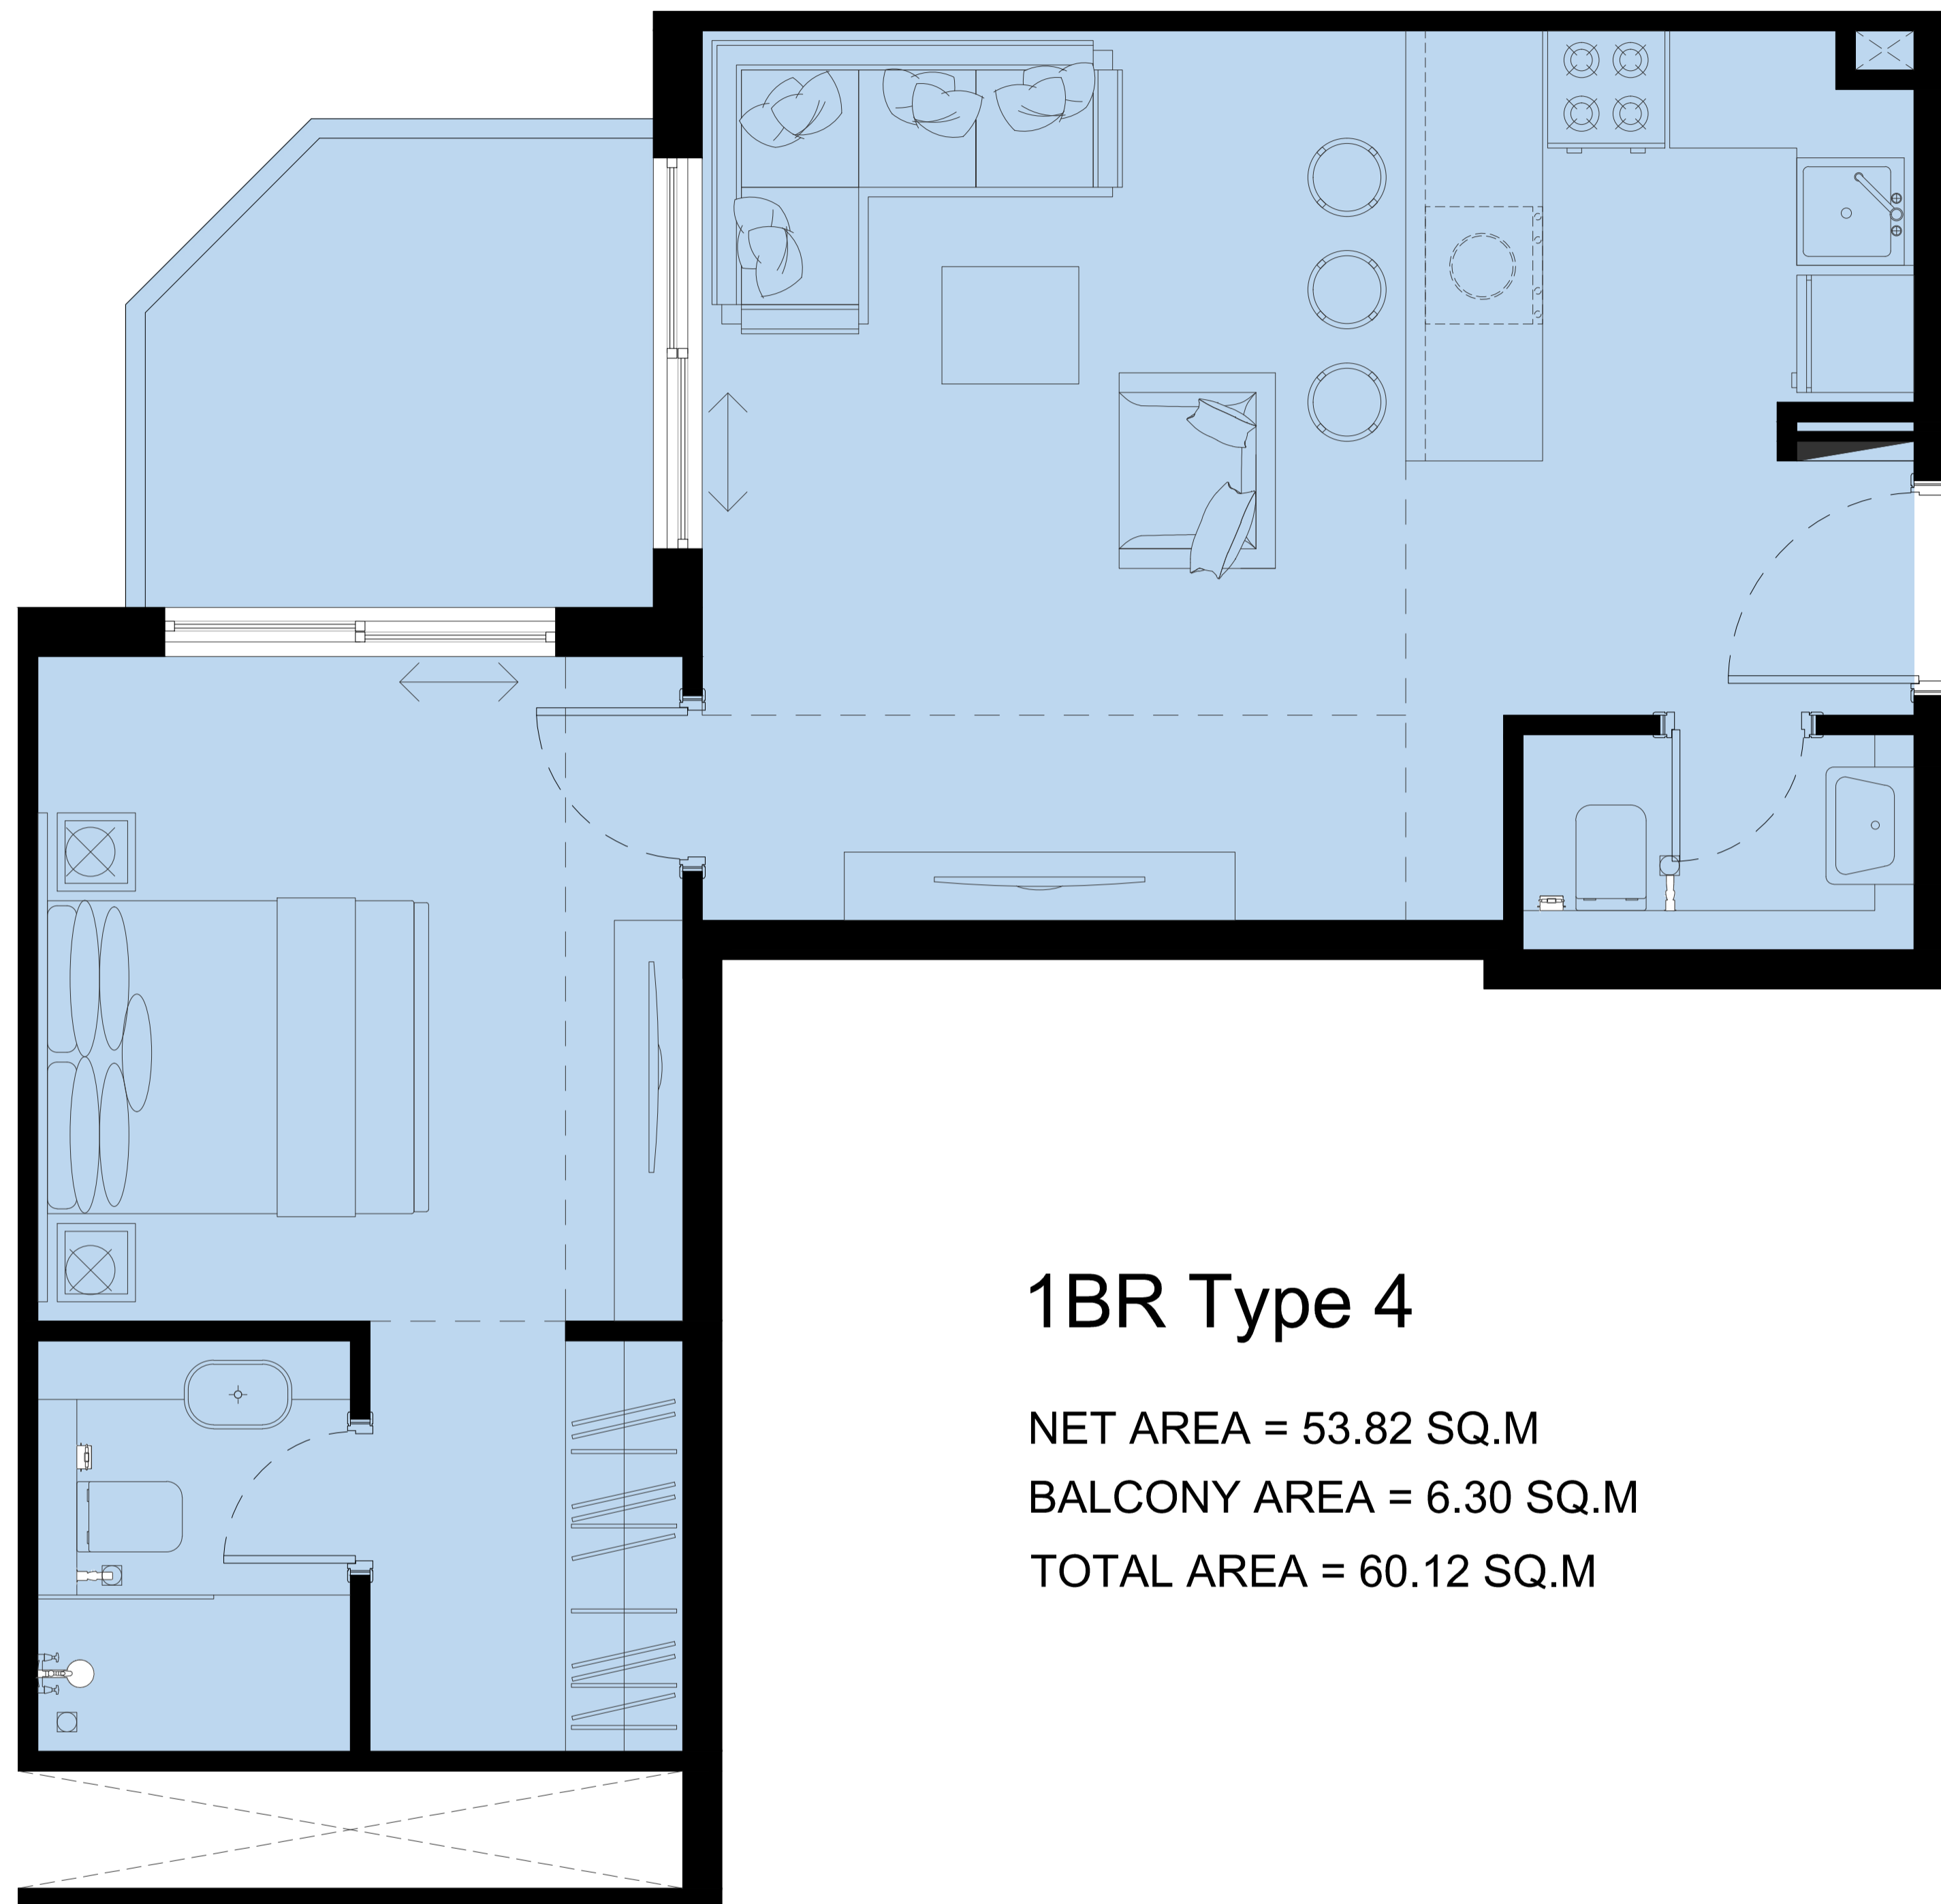 1BR Type 4
NET AREA = 53.82 SQ.M
BALCONY AREA = 6.30 SQ.M
TOTAL AREA = 60.12 SQ.M